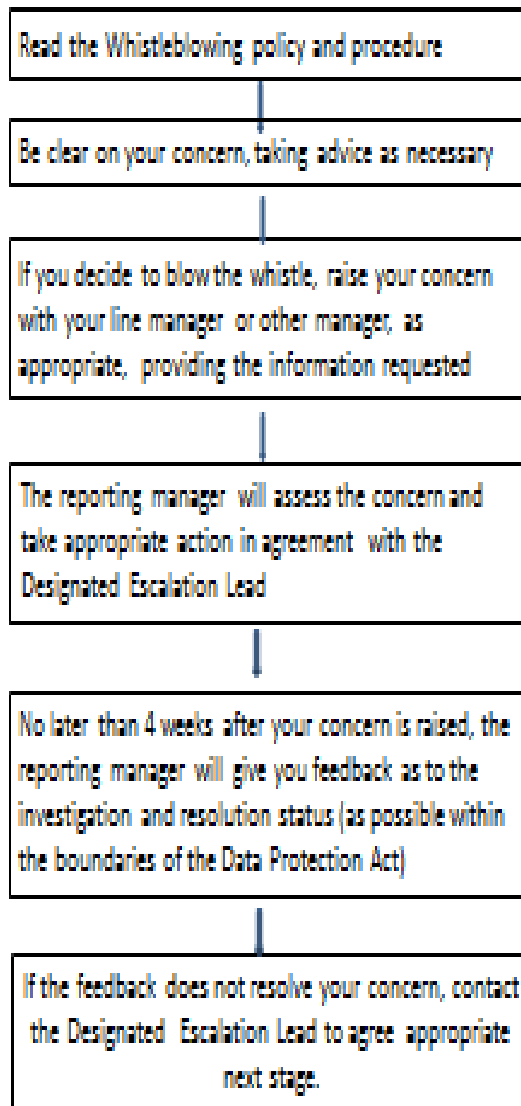 Read the Whistleblowing policy and procedure
Be clear on your concern, taking advice as necessary
If you decide to blow the whistle, raise your concern
with your line manager or other manager, as
appropriate, providing the information requested
The reporting manager will assess the concern and
take appropriate action in agreement with the
Designated Escalation Lead
No later than 4 weeks after your concern is raised, the
reporting manager will give you feedback as to the
investigation and resolution status (as possible within
the boundaries of the Data Protection Act)
If the feedback does not resolve your concern, contact
the Designated Escalation Lead to agree appropriate
next stage.